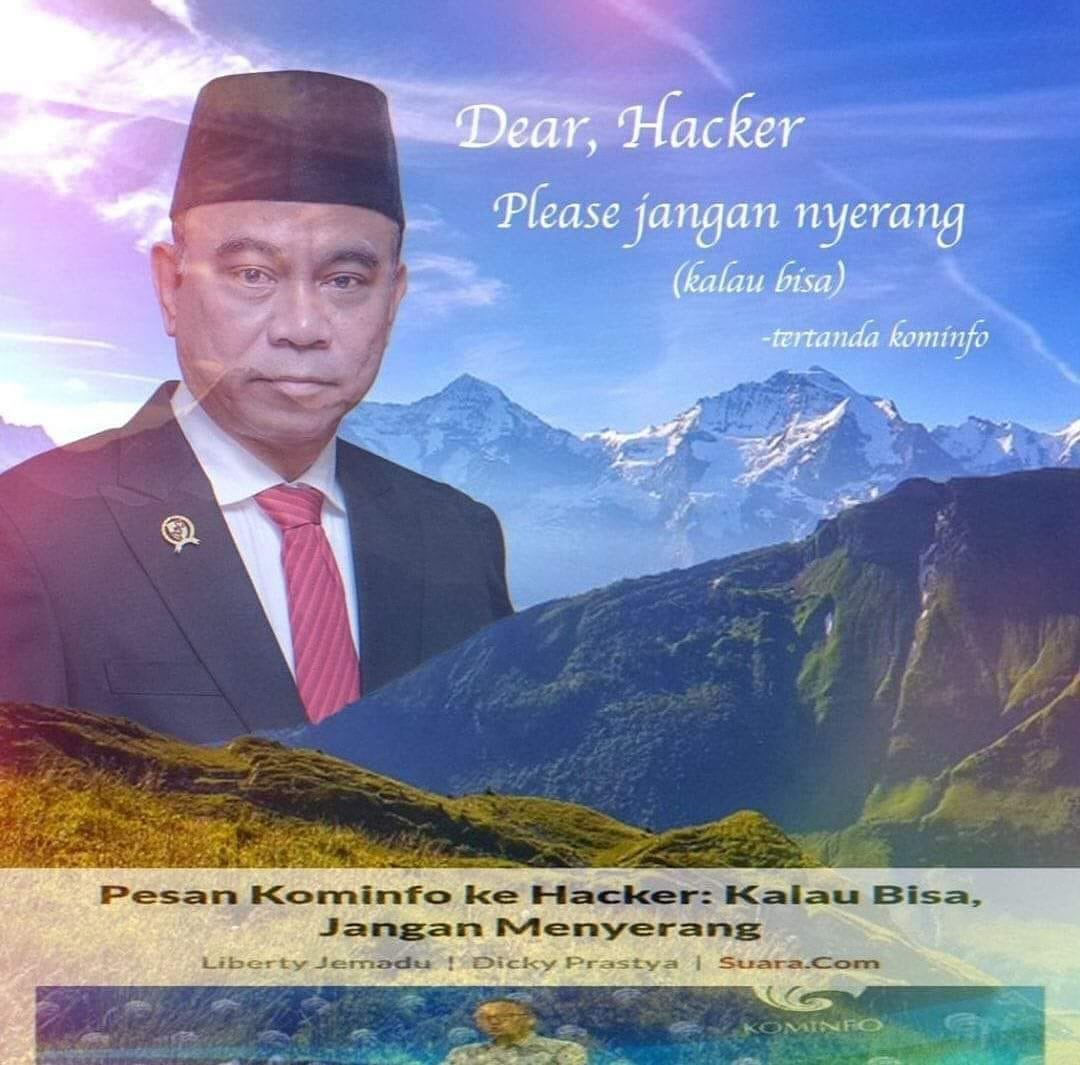 Dear, Hacker
Please jangan nyerang
(kalau bisa)
-tertanda kominfo
Pesan Kominfo ke Hacker: Kalau Bisa,
Jangan Menyerang
Liberty Jemadu | Dicky Prastya | Suara.Com
KOMINFO